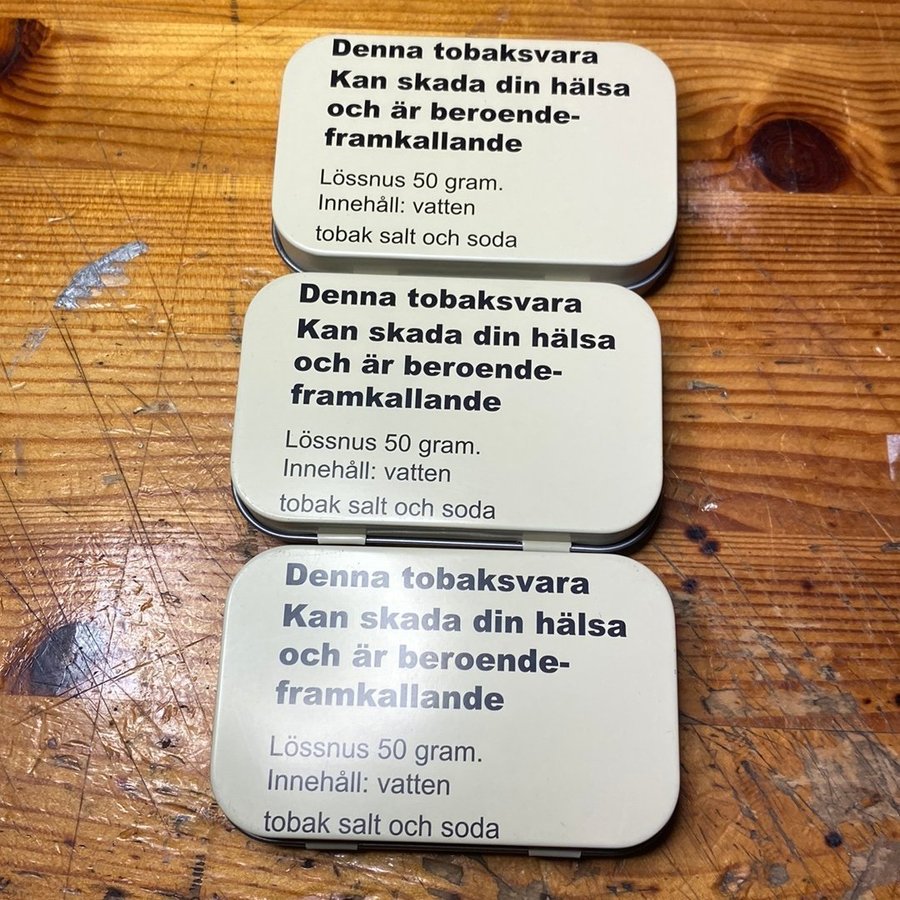 Denna tobaksvara
Kan skada din hälsa
och är beroende-
framkallande
Lössnus 50 gram.
Innehåll: vatten
tobak salt och soda
Denna tobaksvara
Kan skada din hälsa
och är beroende-
framkallande
Lössnus 50 gram.
Innehåll: vatten
tobak salt och soda
Denna tobaksvara
Kan skada din hälsa
och är beroende-
framkallande
Lössnus 50 gram.
Innehåll: vatten
tobak salt och soda